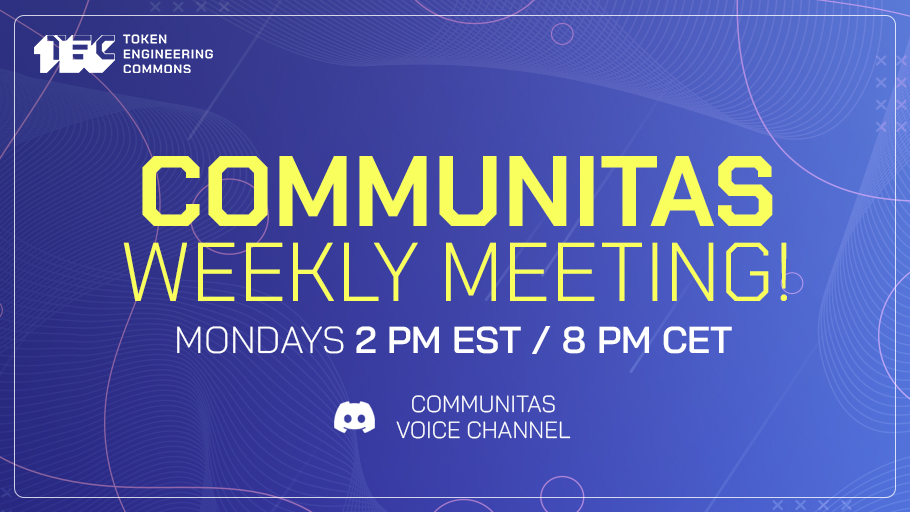 TEC
TOKEN
ENGINEERING
COMMONS
COMMUNITAS
WEEKLY MEETING!
MONDAYS 2 PM EST / 8 PM CET
COMMUNITAS
VOICE CHANNEL